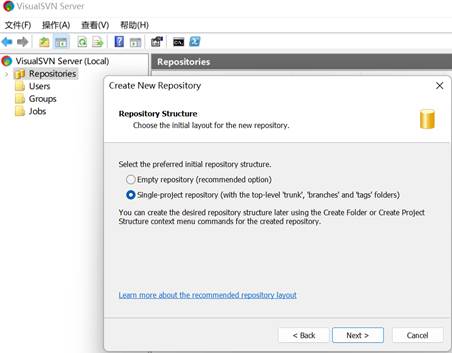 VisualSVN Server
文件(F) 操作(A) 查看(V) 帮助(H)
VisualSVN Server (Local)
Repositories
Users
Groups
Jobs
Repositories
Create New Repository
Repository Structure
Choose the initial layout for the new repository.
Select the preferred initial repository structure.
Empty repository (recommended option)
Single-project repository (with the top-level 'trunk', 'branches' and 'tags' folders)
You can create the desired repository structure later using the Create Folder or Create Project
Structure context menu commands for the created repository.
Learn more about the recommended repository layout
< Back Next > Cancel